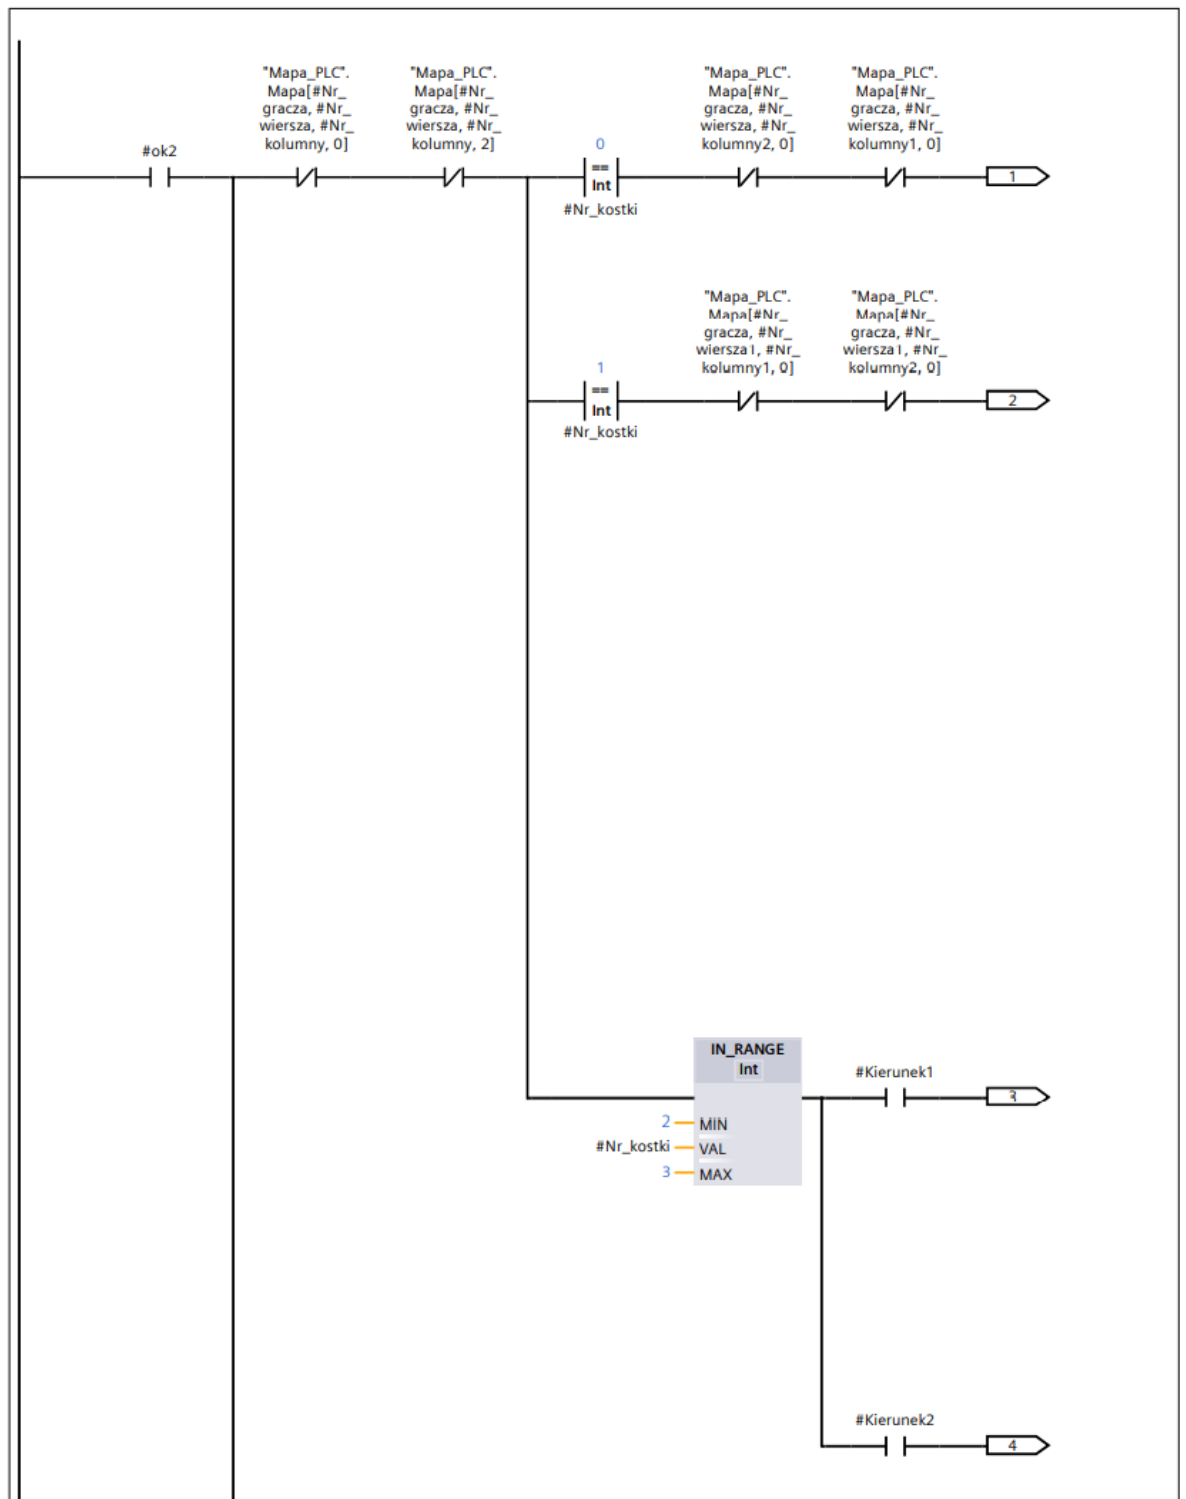 "Mapa_PLC".
Mapa[#Nr_
gracza, #Nr_
wiersza, #Nr_
kolumny, 0]
"Mapa_PLC".
Mapa[#Nr_
gracza, #Nr_
wiersza, #Nr_
kolumny, 2]
"Mapa_PLC".
Mapa[#Nr_
gracza, #Nr_
wiersza, #Nr_
kolumny2, 0]
"Mapa_PLC".
Mapa[#Nr_
gracza, #Nr_
wiersza, #Nr_
kolumny1, 0]
#ok2
0
==
Int
#Nr_kostki
1
"Mapa_PLC".
Mapa[#Nr_
gracza, #Nr_
wiersza1, #Nr_
kolumny1, 0]
"Mapa_PLC".
Mapa[#Nr_
gracza, #Nr_
wiersza1, #Nr_
kolumny2, 0]
1
==
Int
#Nr_kostki
2
IN_RANGE
Int
2 MIN
#Nr_kostki VAL
3 MAX
#Kierunek1
3
#Kierunek2
4